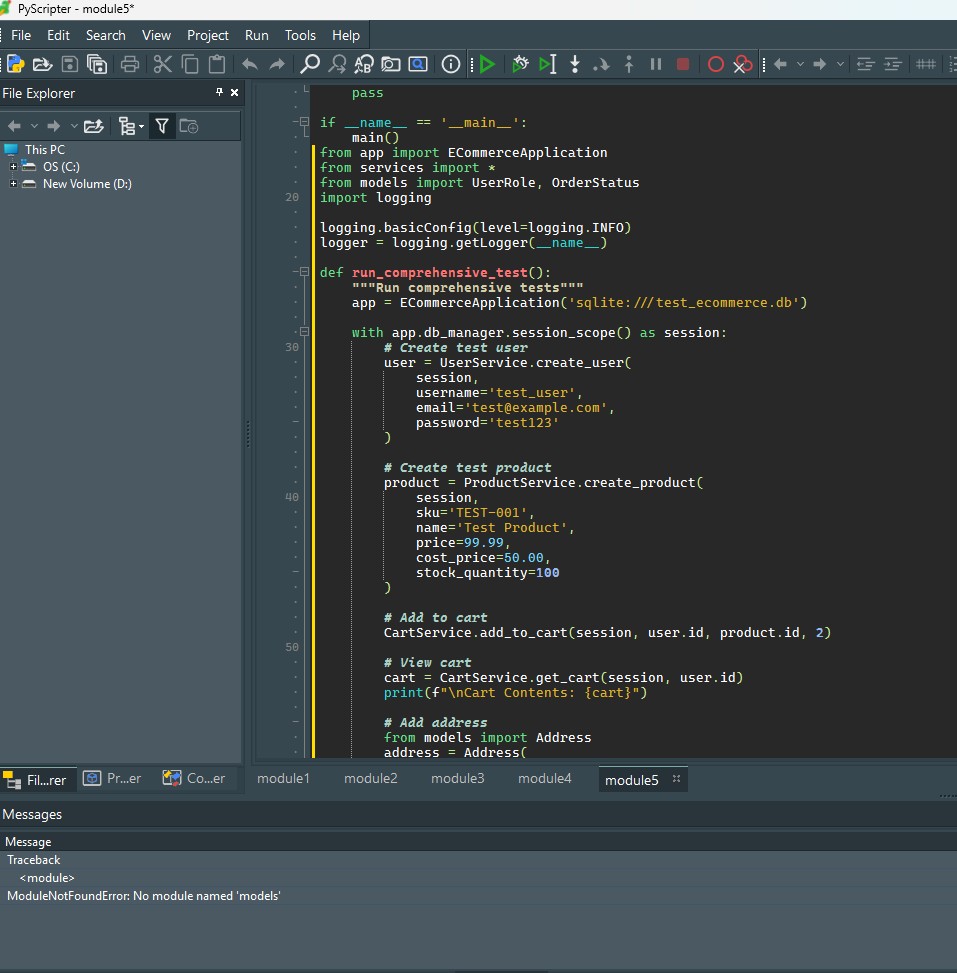 PyScripter - module5*
File Edit Search View Project Run Tools Help
File Explorer
This PC
OS (C:)
New Volume (D:)
Fil...rer Pr...er Co...er
pass
if __name__ == '__main__':
    main()
from app import ECommerceApplication
from services import *
from models import UserRole, OrderStatus
20 import logging
logging.basicConfig(level=logging.INFO)
logger = logging.getLogger(__name__)
def run_comprehensive_test():
    """Run comprehensive tests"""
    app = ECommerceApplication('sqlite:///test_ecommerce.db')
    with app.db_manager.session_scope() as session:
30         # Create test user
        user = UserService.create_user(
            session,
            username='test_user',
            email='test@example.com',
            password='test123'
        )
        # Create test product
        product = ProductService.create_product(
40             session,
            sku='TEST-001',
            name='Test Product',
            price=99.99,
            cost_price=50.00,
            stock_quantity=100
        )
        # Add to cart
        CartService.add_to_cart(session, user.id, product.id, 2)
50
        # View cart
        cart = CartService.get_cart(session, user.id)
        print(f"\nCart Contents: {cart}")
        # Add address
        from models import Address
        address = Address(
module1 module2 module3 module4 module5
Messages
Message
Traceback
<module>
ModuleNotFoundError: No module named 'models'